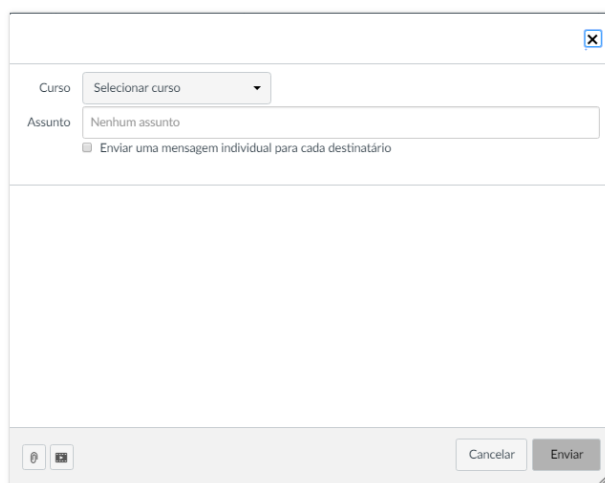 Curso Selecionar curso
Assunto Nenhum assunto
Enviar uma mensagem individual para cada destinatário
Cancelar Enviar